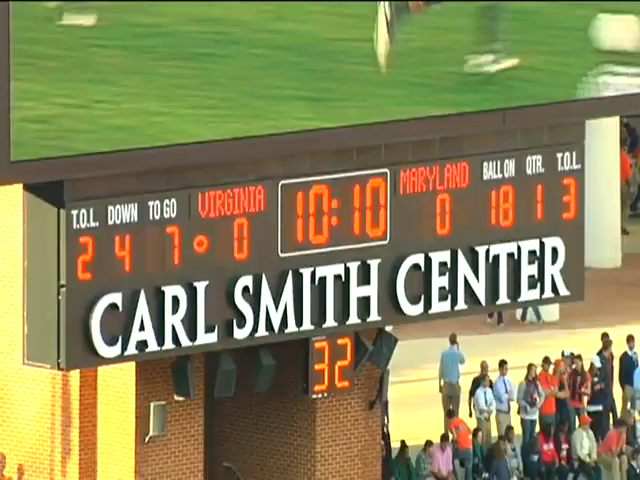 T.O.L. DOWN TO GO VIRGINIA 10:10 MARYLAND BALL ON QTR. T.O.L.
2 4 7 0 0 18 1 3
CARL SMITH CENTER
32